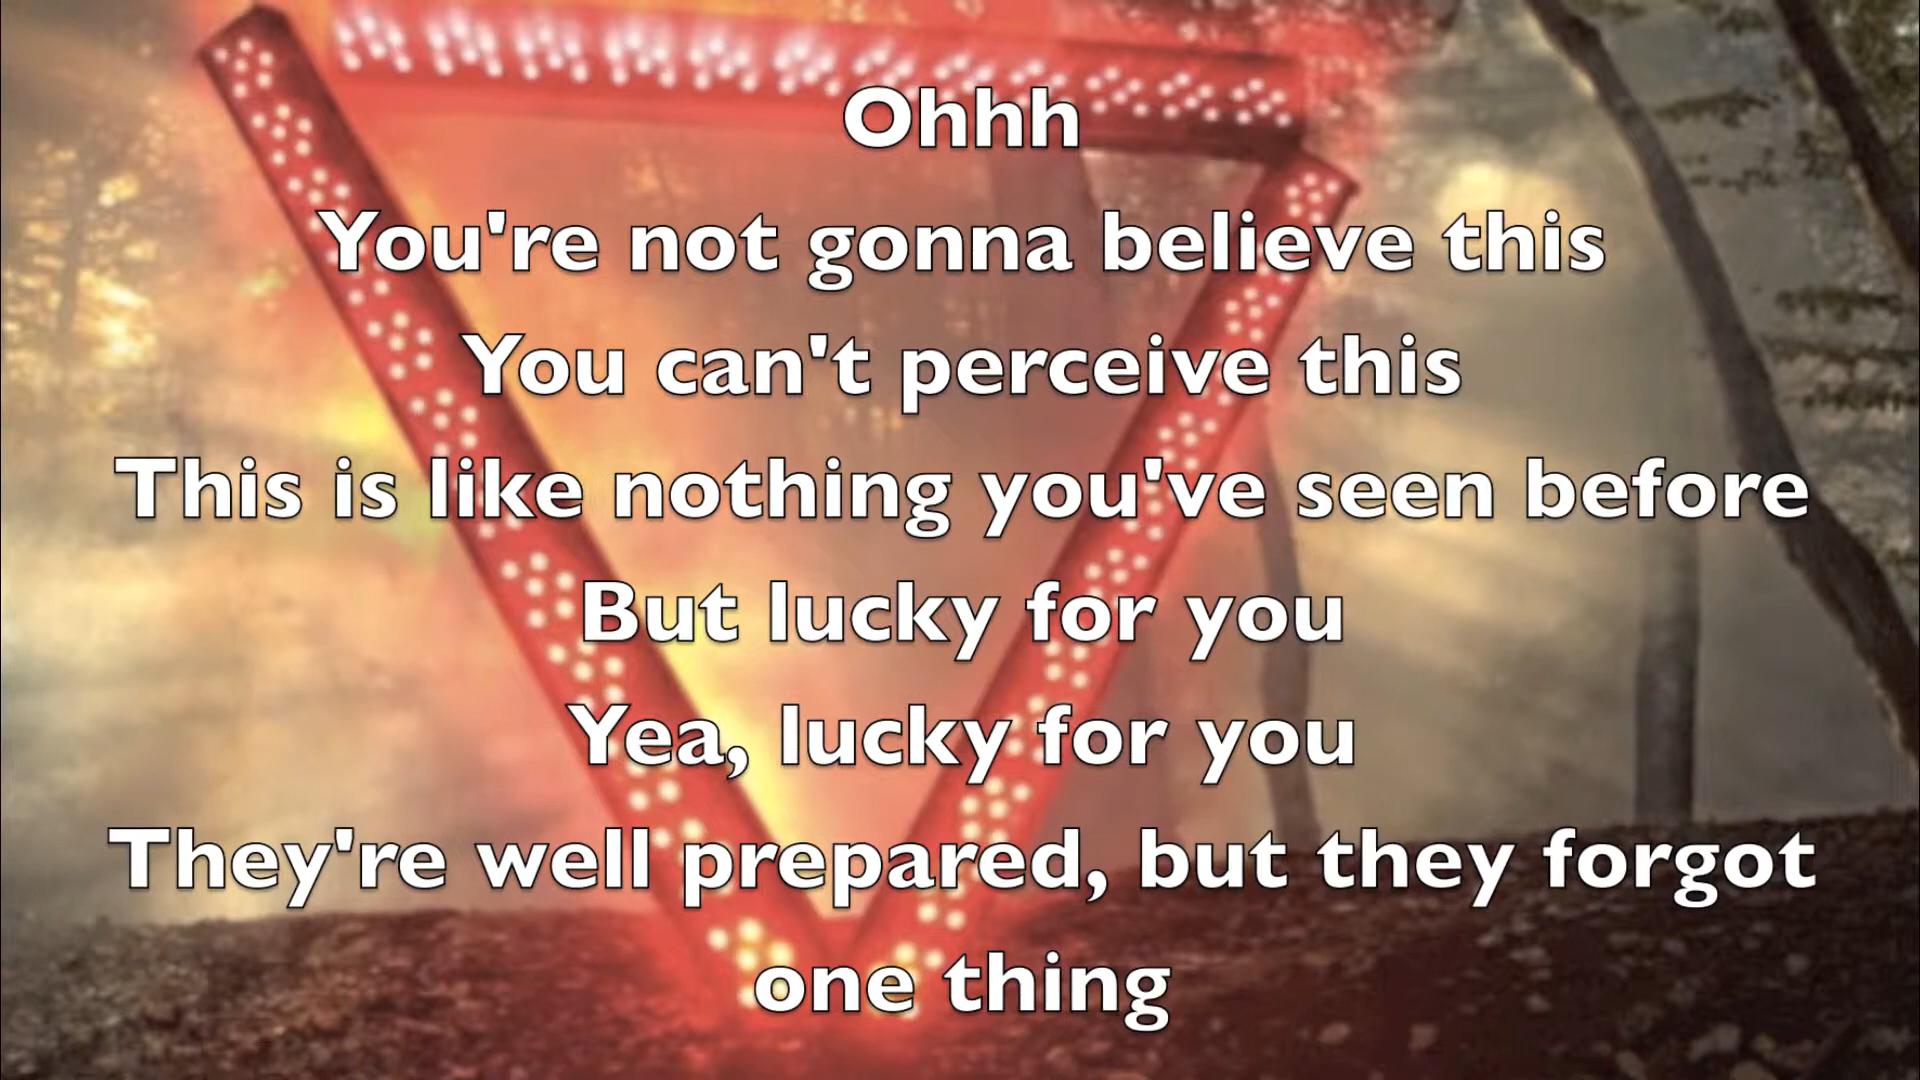 Ohhh
You're not gonna believe this
You can't perceive this
This is like nothing you've seen before
But lucky for you
Yea, lucky for you
They're well prepared, but they forgot
one thing